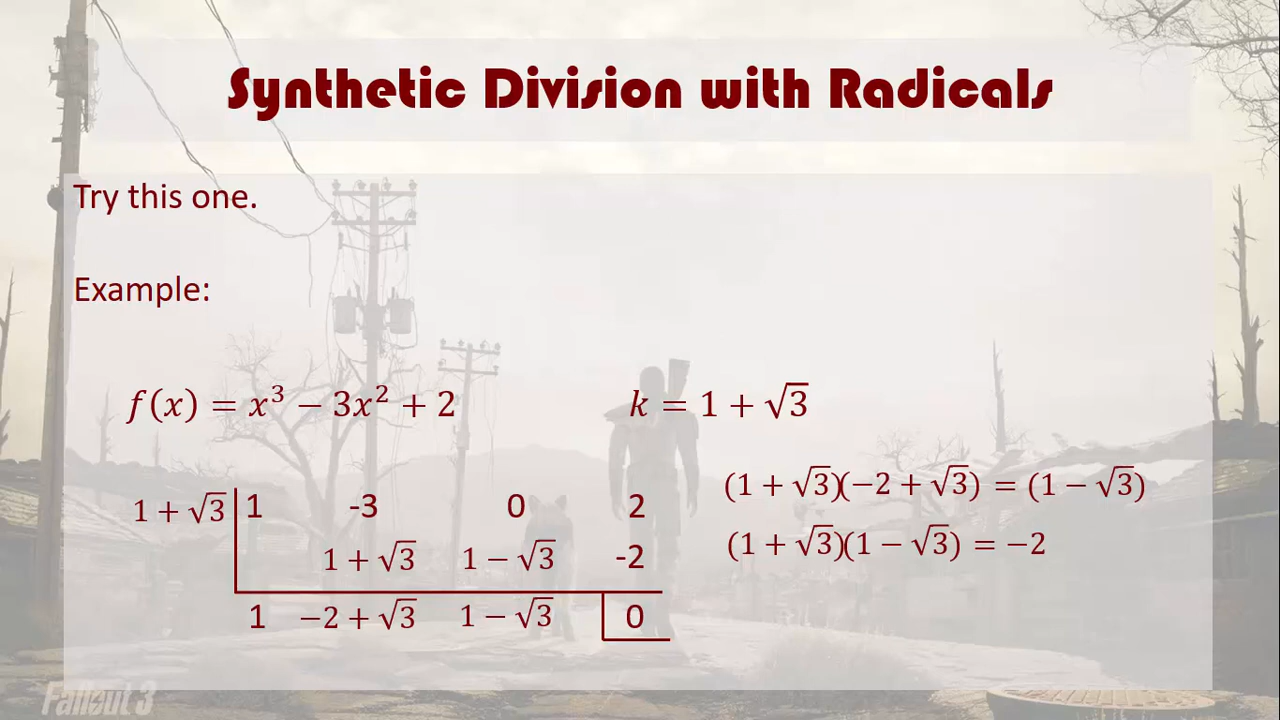 Synthetic Division with Radicals
Try this one.
Example:
f(x) = x³ − 3x² + 2
k = 1 + √3
1 + √3 1 -3 0 2
1 + √3 1 − √3 -2
1 −2 + √3 1 − √3 0
(1 + √3)(−2 + √3) = (1 − √3)
(1 + √3)(1 − √3) = −2
Fallout 3